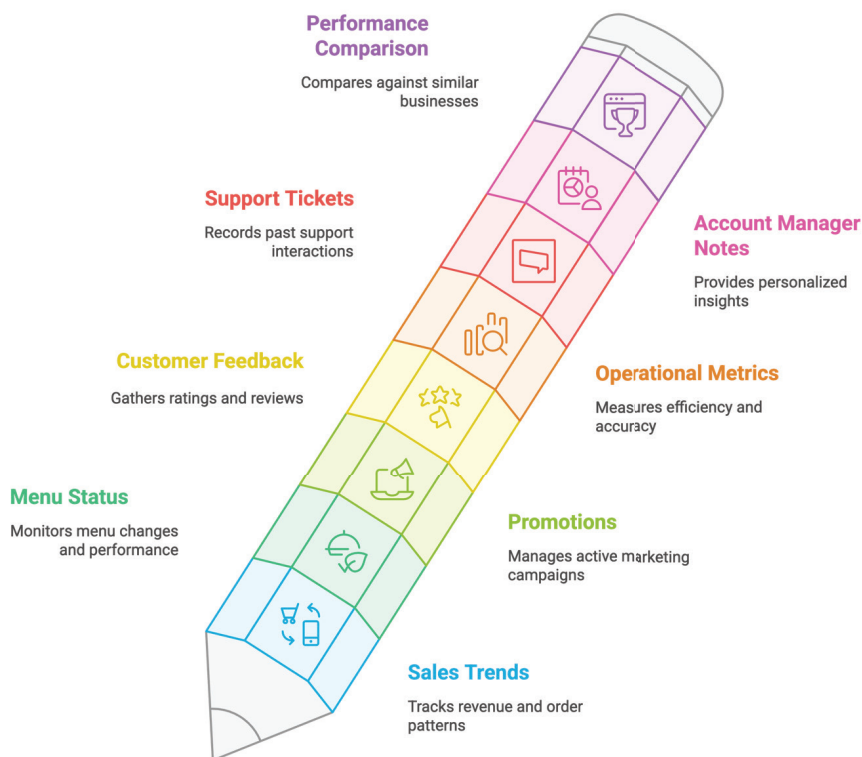 Performance
Comparison
Compares against similar
businesses
Support Tickets
Records past support
interactions
Account Manager
Notes
Provides personalized
insights
Customer Feedback
Gathers ratings and reviews
Operational Metrics
Measures efficiency and
accuracy
Menu Status
Monitors menu changes
and performance
Promotions
Manages active marketing
campaigns
Sales Trends
Tracks revenue and order
patterns